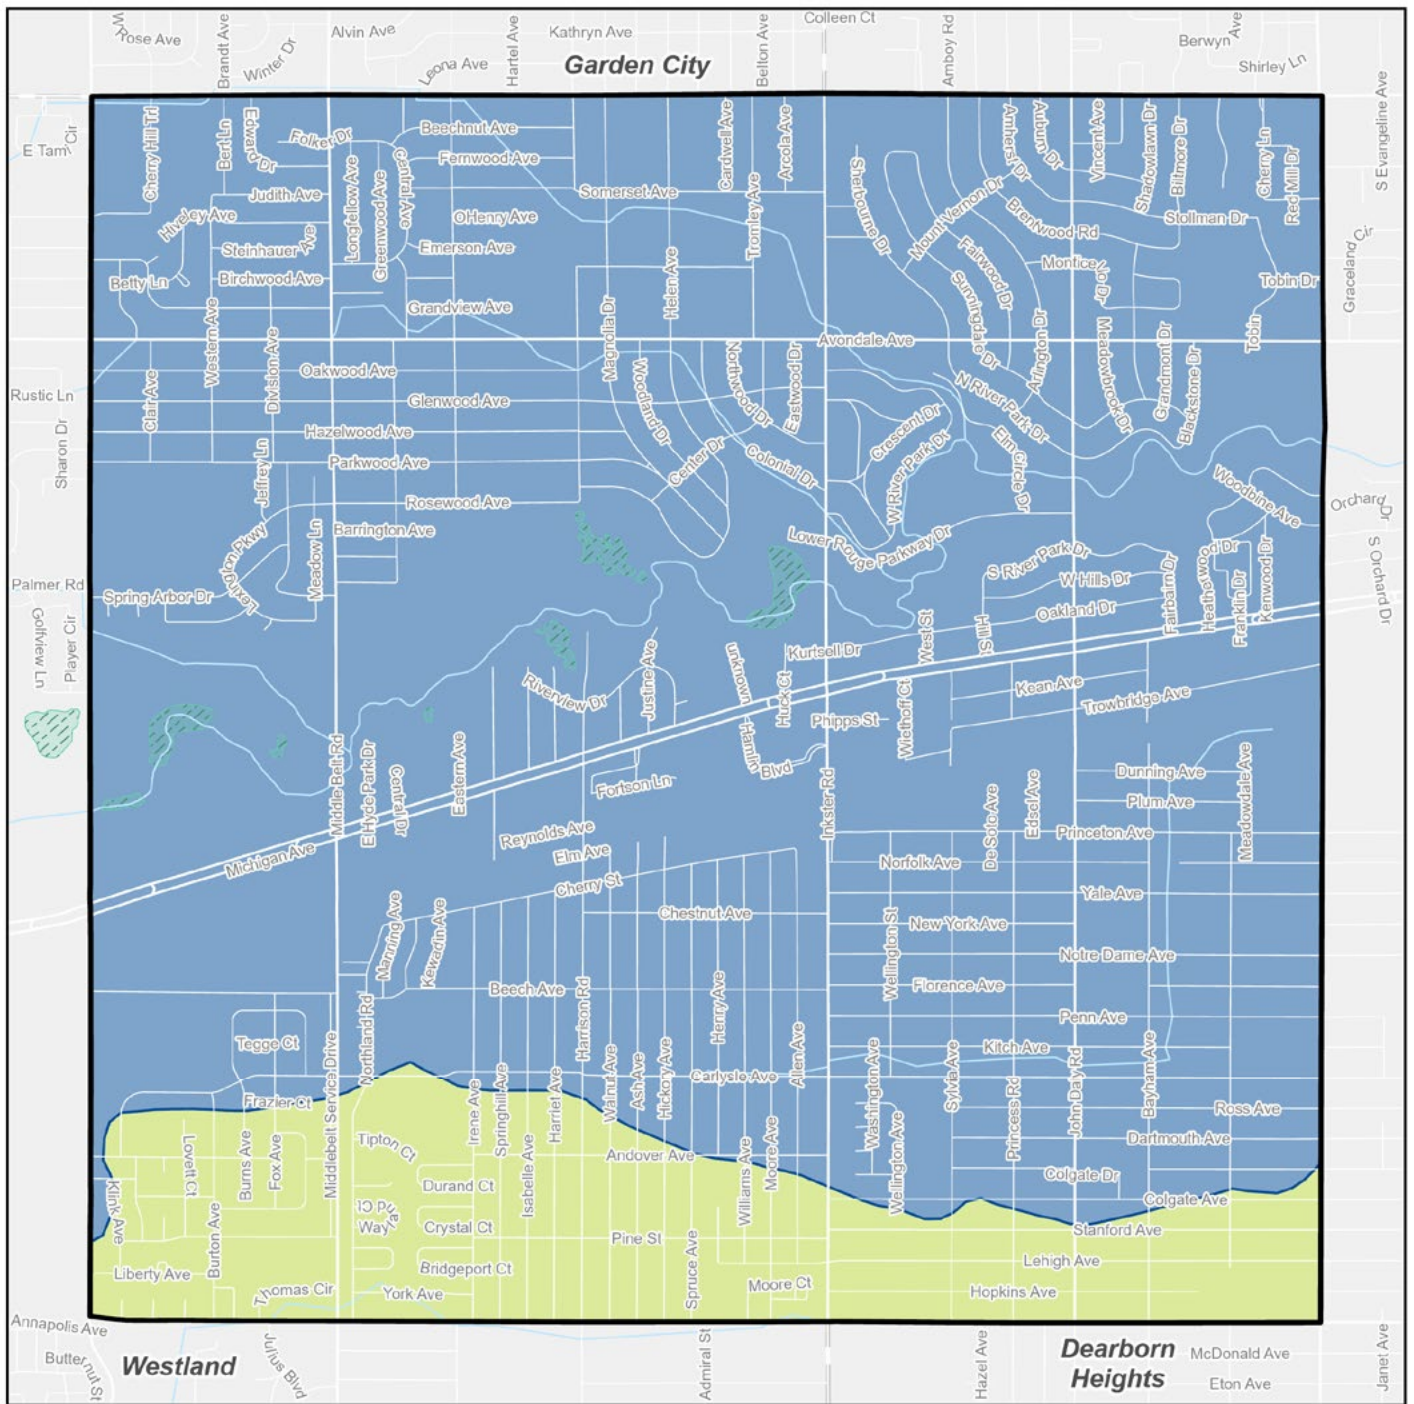 Colleen Ct
W Rose Ave
Brandt Ave
Winter Dr
Alvin Ave
Leona Ave
Hartel Ave
Kathryn Ave
Garden City
Belton Ave
Amboy Rd
Berwyn Ave
Shirley Ln
S Evangeline Ave
E Tam Cir
Cherry Hill Trl
Bert Ln
Edward Dr
Folker Dr
Longfellow Ave
Greenwood Ave
Central Ave
Beechnut Ave
Fernwood Ave
Somerset Ave
Cardwell Ave
Arcola Ave
Tromley Ave
Sherbourne Dr
Amherst Dr
Autumn Dr
Vincent Ave
Shadowlawn Dr
Biltmore Dr
Cherry Ln
Red Mill Dr
Judith Ave
Hiveley Ave
Steinhauer Ave
Birchwood Ave
Betty Ln
OHenry Ave
Emerson Ave
Grandview Ave
Helen Ave
Mount Vernon Dr
Brentwood Rd
Stollman Dr
Fairwood Dr
Sunningdale Dr
Monticello Dr
Tobin Dr
Graceland Cir
Western Ave
Division Ave
Magnolia Dr
Avondale Ave
Arlington Dr
Meadowbrook Dr
Grandmont Dr
Blackstone Dr
Tobin
Rustic Ln
Sharon Dr
Clair Ave
Oakwood Ave
Glenwood Ave
Hazelwood Ave
Parkwood Ave
Rosewood Ave
Barrington Ave
Woodland Dr
Northwood Dr
Eastwood Dr
Center Dr
Colonial Dr
Crescent Dr
W River Park Dr
N River Park Dr
Elm Circle Dr
Woodbine Ave
Orchard Dr
S Orchard Dr
Jeffrey Ln
Lexington Pkwy
Meadow Ln
Lower Rouge Parkway Dr
S River Park Dr
W Hills Dr
Oakland Dr
Fairbairn Dr
Heatherwood Dr
Franklin Dr
Kenwood Dr
Palmer Rd
Golfview Ln
Player Cir
Spring Arbor Dr
Riverview Dr
Justine Ave
unknown
Huck Ct
Kurtsell Dr
West St
Hill St
Kean Ave
Trowbridge Ave
Phipps St
Wiethoff Ct
Hamlin Blvd
Middle Belt Rd
E Hyde Park Dr
Central Dr
Eastern Ave
Fortson Ln
Inkster Rd
Dunning Ave
Plum Ave
Meadowdale Ave
Michigan Ave
Reynolds Ave
Elm Ave
Cherry St
De Soto Ave
Edsel Ave
Princeton Ave
Norfolk Ave
Yale Ave
Manning Ave
Kewadin Ave
Chestnut Ave
Wellington St
New York Ave
Notre Dame Ave
Beech Ave
Harrison Rd
Henry Ave
Florence Ave
Penn Ave
Tegge Ct
Middlebelt Service Drive
Northland Rd
Allen Ave
Kitch Ave
Carlysle Ave
Frazier Ct
Irene Ave
Springhill Ave
Harriet Ave
Walnut Ave
Ash Ave
Hickory Ave
Washington Ave
Sylvia Ave
Princess Rd
John Daly Rd
Bayham Ave
Ross Ave
Dartmouth Ave
Lovett Ct
Burns Ave
Fox Ave
Tipton Ct
Isabelle Ave
Andover Ave
Williams Ave
Moore Ave
Wellington Ave
Colgate Dr
Colgate Ave
Durand Ct
Klink Ave
Burton Ave
Way
Crystal Ct
Pine St
Stanford Ave
Spruce Ave
Liberty Ave
Bridgeport Ct
Lehigh Ave
Thomas Cir
York Ave
Moore Ct
Hopkins Ave
Annapolis Ave
Butternut St
Westland
Julius Blvd
Admiral St
Hazel Ave
Dearborn
Heights
McDonald Ave
Eton Ave
Janet Ave